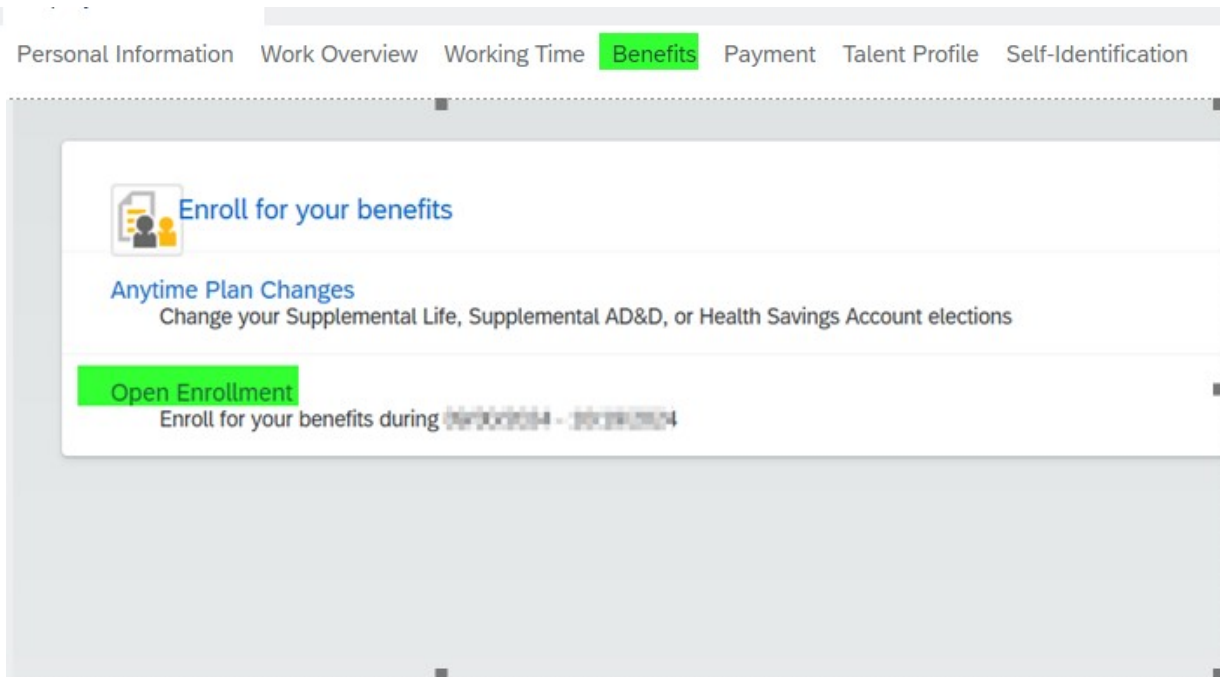 Personal Information Work Overview Working Time Benefits Payment Talent Profile Self-Identification
Enroll for your benefits
Anytime Plan Changes
Change your Supplemental Life, Supplemental AD&D, or Health Savings Account elections
Open Enrollment
Enroll for your benefits during